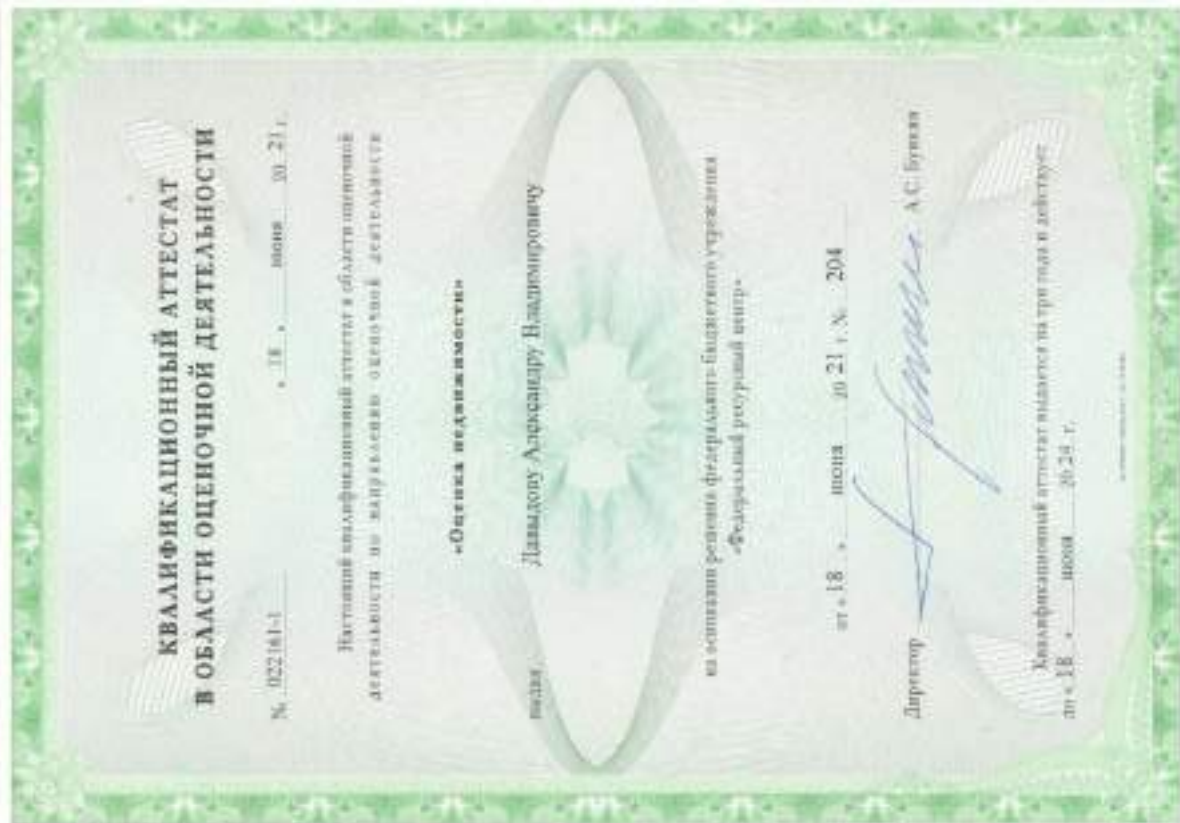 КВАЛИФИКАЦИОННЫЙ АТТЕСТАТ
В ОБЛАСТИ ОЦЕНОЧНОЙ ДЕЯТЕЛЬНОСТИ
№ 022161-1 « 18 » июня 20 21 г.
Настоящий квалификационный аттестат в области оценочной
деятельности по направлению оценочной деятельности
«Оценка недвижимости»
выдан Давыдову Александру Владимировичу
на основании решения федерального бюджетного учреждения
«Федеральный ресурсный центр»
от « 18 » июня 20 21 г. № 204
Директор А.С. Бункин
Квалификационный аттестат выдается на три года и действует
до « 18 » июня 20 24 г.